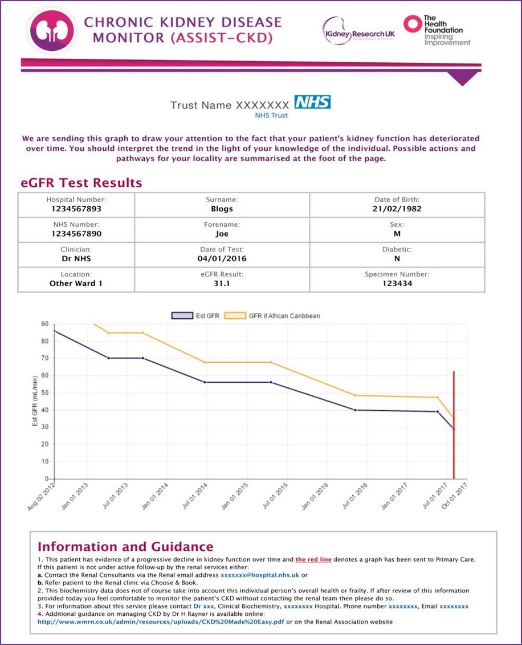 CHRONIC KIDNEY DISEASE
MONITOR (ASSIST-CKD)
Kidney Research UK
The
Health
Foundation
Inspiring
Improvement
Trust Name XXXXXXX NHS
NHS Trust
We are sending this graph to draw your attention to the fact that your patient's kidney function has deteriorated
over time. You should interpret the trend in the light of your knowledge of the individual. Possible actions and
pathways for your locality are summarised at the foot of the page.
eGFR Test Results
Hospital Number: Surname: Date of Birth:
1234567893 Blogs 21/02/1982
NHS Number: Forename: Sex:
1234567890 Joe M
Clinician: Date of Test: Diabetic:
Dr NHS 04/01/2016 N
Location: eGFR Result: Specimen Number:
Other Ward 1 31.1 123434
Est GFR GFR if African Caribbean
90
80
70
60
50
40
30
20
10
0
Est GFR (mL/min)
Aug 02 2012 Jan 01 2013 Jul 01 2013 Jan 01 2014 Jul 01 2014 Jan 01 2015 Jul 01 2015 Jan 01 2016 Jul 01 2016 Jan 01 2017 Jul 01 2017 Oct 01 2017
Information and Guidance
1. This patient has evidence of a progressive decline in kidney function over time and the red line denotes a graph has been sent to Primary Care.
If this patient is not under active follow-up by the renal services either:
a. Contact the Renal Consultants via the Renal email address xxxxxxx@hospital.nhs.uk or
b. Refer patient to the Renal clinic via Choose & Book.
2. This biochemistry data does not of course take into account this individual person's overall health or frailty. If after review of this information
provided today you feel comfortable to monitor the patient's CKD without contacting the renal team then please do so.
3. For information about this service please contact Dr xxx, Clinical Biochemistry, xxxxxxxx Hospital. Phone number xxxxxxxx, Email xxxxxxxx
4. Additional guidance on managing CKD by Dr H Rayner is available online:
http://www.wmrn.co.uk/admin/resources/uploads/CKD%20Made%20Easy.pdf or on the Renal Association website